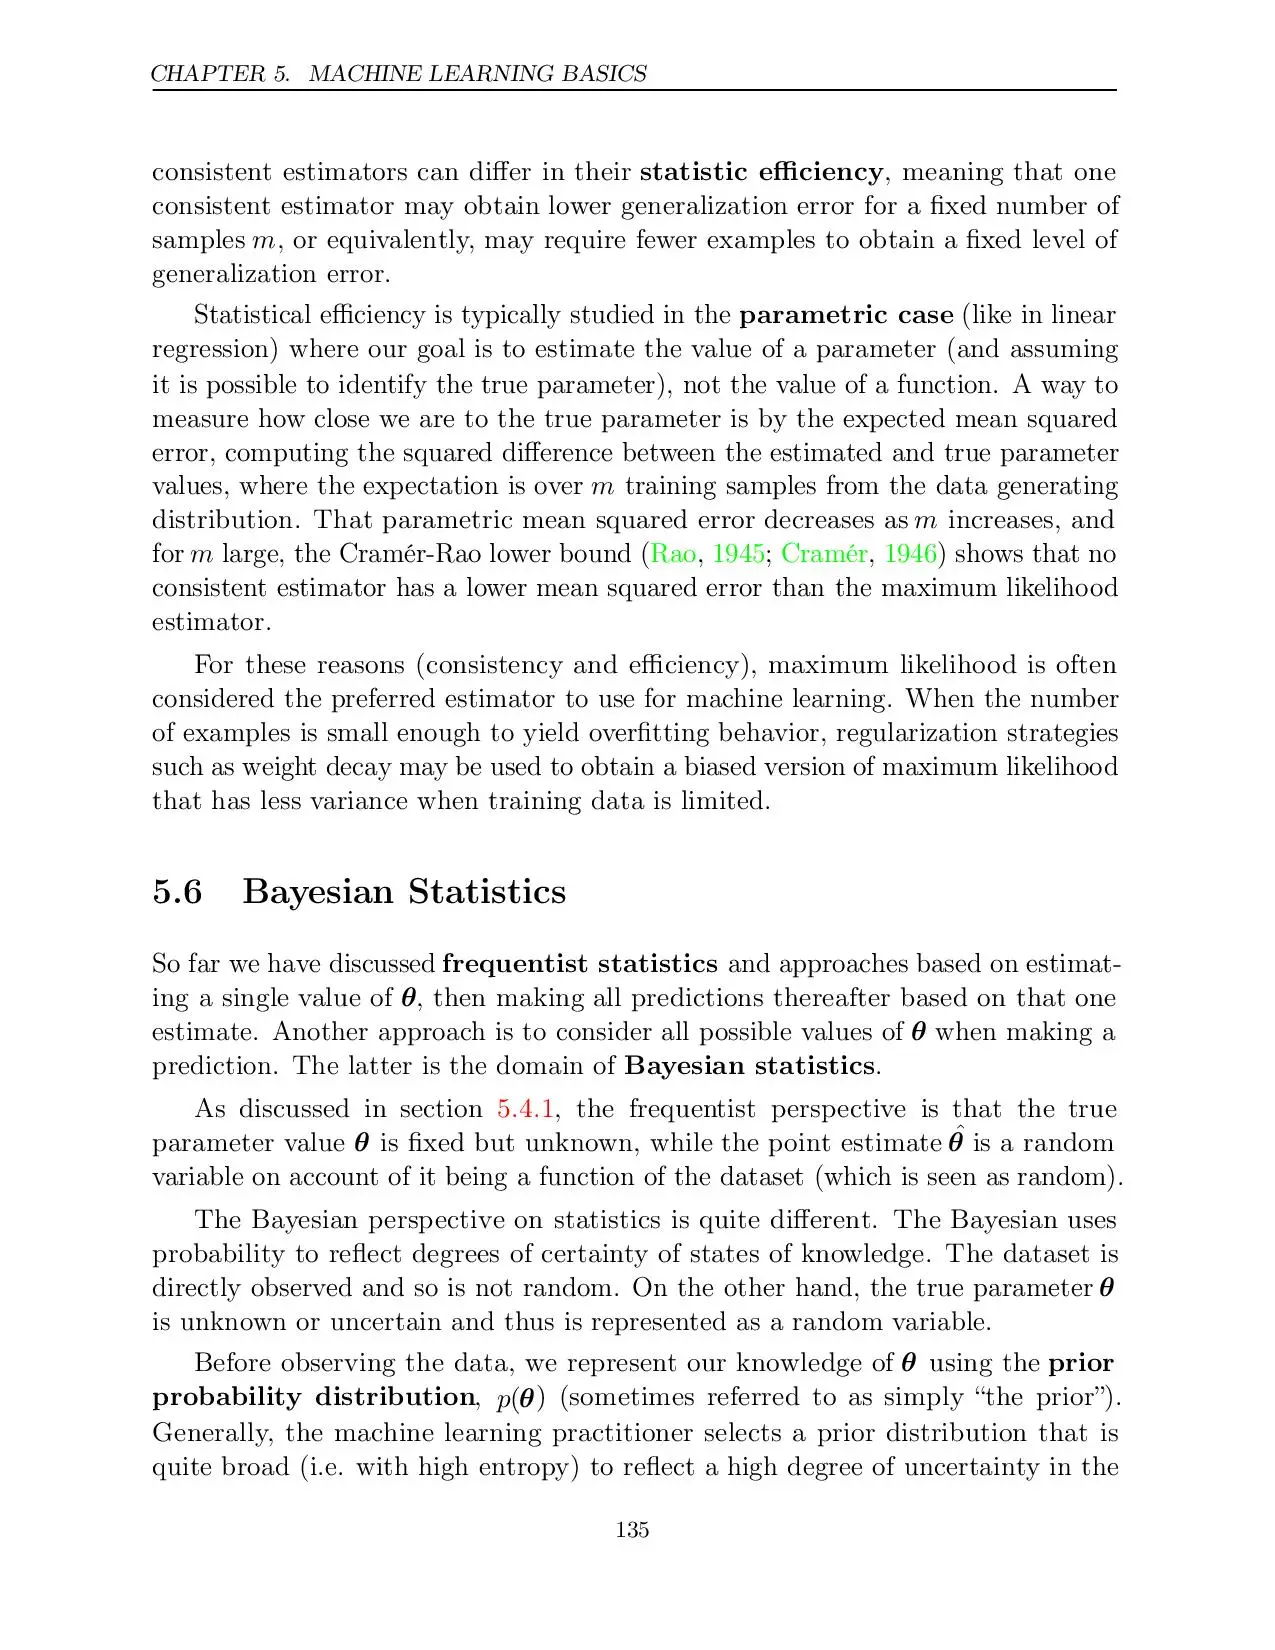 CHAPTER 5. MACHINE LEARNING BASICS
consistent estimators can differ in their statistic efficiency, meaning that one
consistent estimator may obtain lower generalization error for a fixed number of
samples m, or equivalently, may require fewer examples to obtain a fixed level of
generalization error.
Statistical efficiency is typically studied in the parametric case (like in linear
regression) where our goal is to estimate the value of a parameter (and assuming
it is possible to identify the true parameter), not the value of a function. A way to
measure how close we are to the true parameter is by the expected mean squared
error, computing the squared difference between the estimated and true parameter
values, where the expectation is over m training samples from the data generating
distribution. That parametric mean squared error decreases as m increases, and
for m large, the Cramér-Rao lower bound (Rao, 1945; Cramér, 1946) shows that no
consistent estimator has a lower mean squared error than the maximum likelihood
estimator.
For these reasons (consistency and efficiency), maximum likelihood is often
considered the preferred estimator to use for machine learning. When the number
of examples is small enough to yield overfitting behavior, regularization strategies
such as weight decay may be used to obtain a biased version of maximum likelihood
that has less variance when training data is limited.
5.6 Bayesian Statistics
So far we have discussed frequentist statistics and approaches based on estimat-
ing a single value of θ, then making all predictions thereafter based on that one
estimate. Another approach is to consider all possible values of θ when making a
prediction. The latter is the domain of Bayesian statistics.
As discussed in section 5.4.1, the frequentist perspective is that the true
parameter value θ is fixed but unknown, while the point estimate θ̂ is a random
variable on account of it being a function of the dataset (which is seen as random).
The Bayesian perspective on statistics is quite different. The Bayesian uses
probability to reflect degrees of certainty of states of knowledge. The dataset is
directly observed and so is not random. On the other hand, the true parameter θ
is unknown or uncertain and thus is represented as a random variable.
Before observing the data, we represent our knowledge of θ using the prior
probability distribution, p(θ) (sometimes referred to as simply “the prior”).
Generally, the machine learning practitioner selects a prior distribution that is
quite broad (i.e. with high entropy) to reflect a high degree of uncertainty in the
135